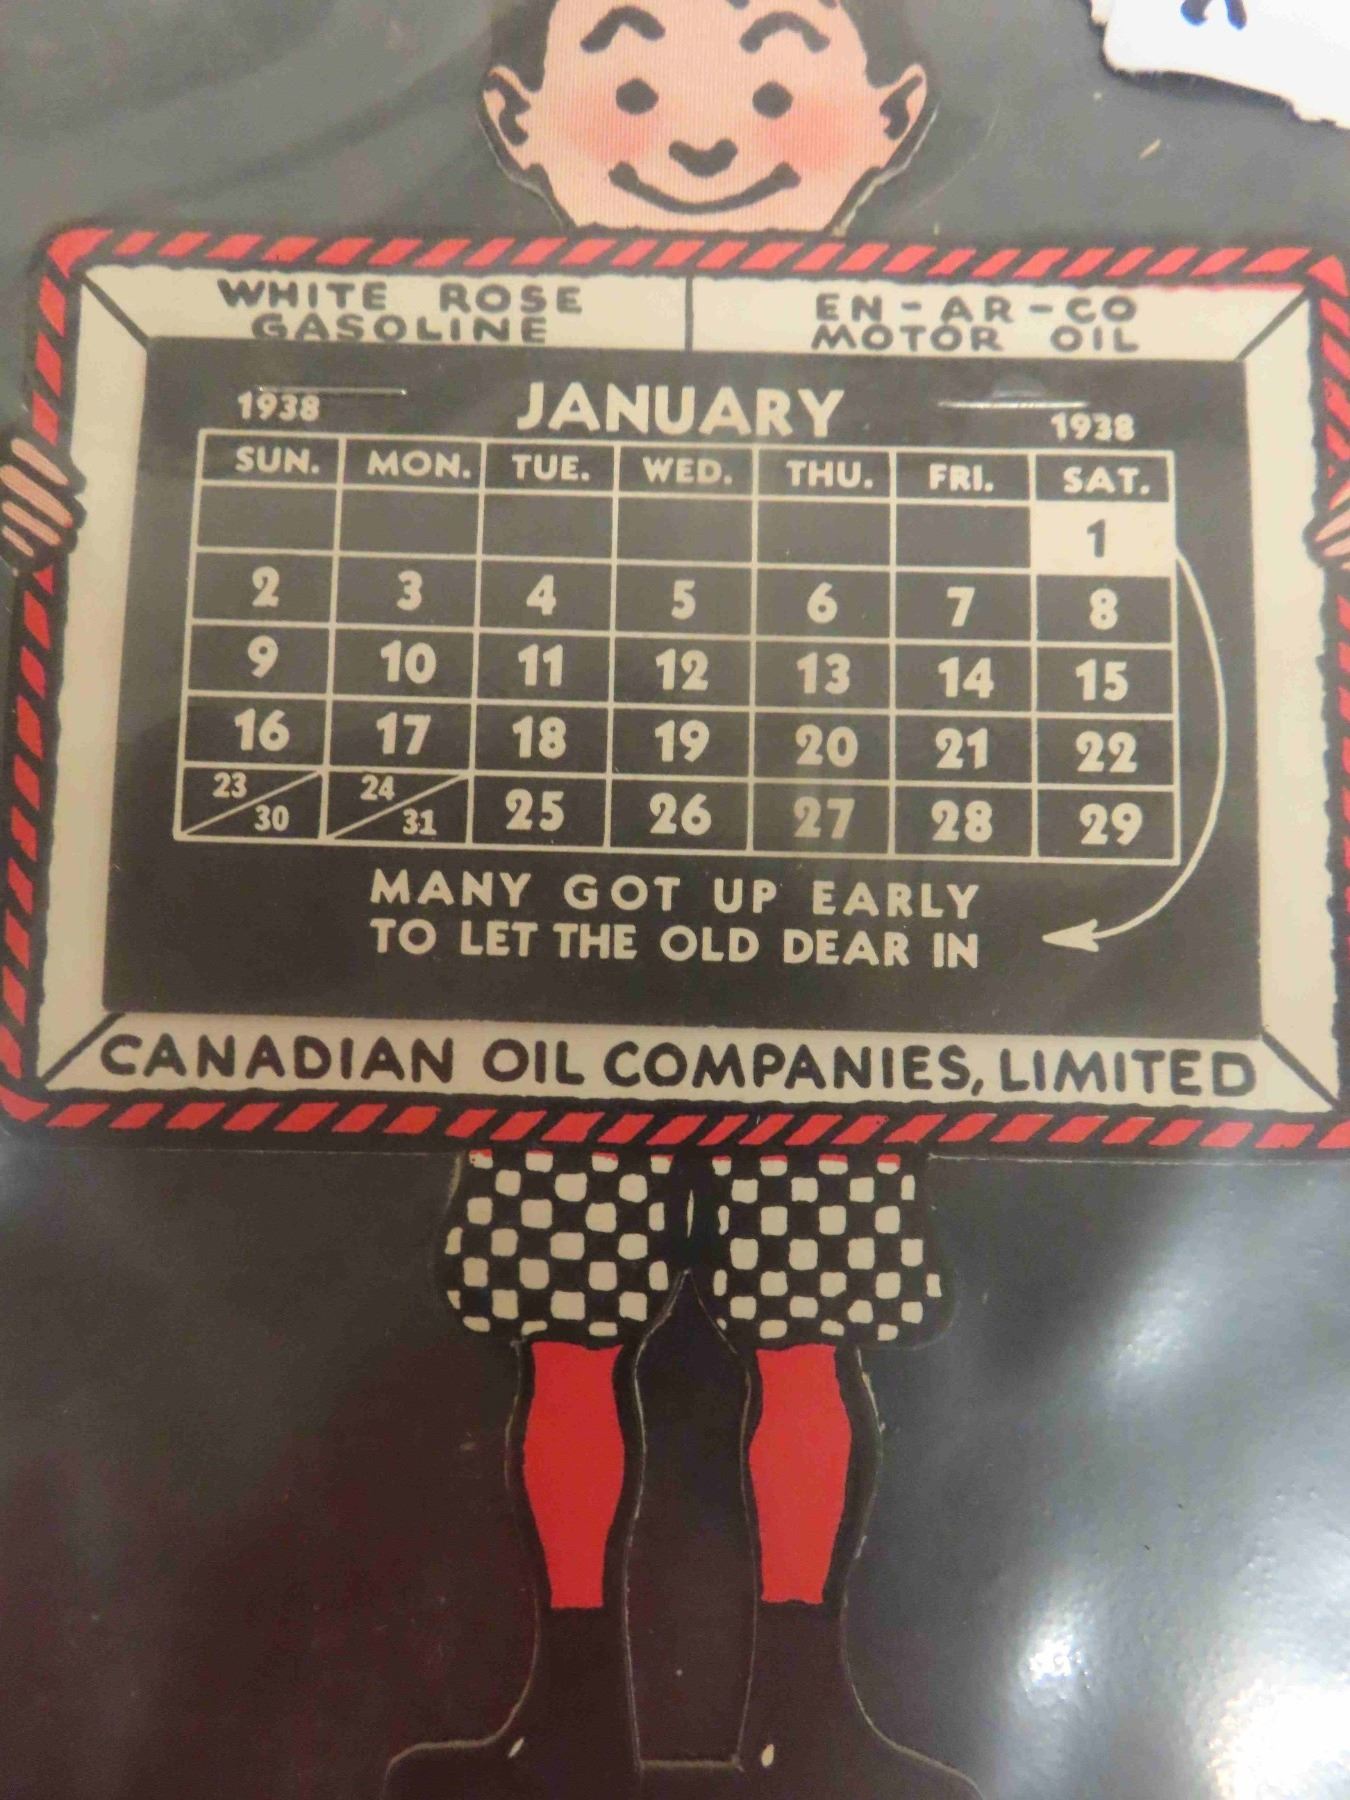 WHITE ROSE
GASOLINE
EN-AR-CO
MOTOR OIL
1938 JANUARY 1938
SUN. MON. TUE. WED. THU. FRI. SAT.
1
2 3 4 5 6 7 8
9 10 11 12 13 14 15
16 17 18 19 20 21 22
23/30 24/31 25 26 27 28 29
MANY GOT UP EARLY
TO LET THE OLD DEAR IN
CANADIAN OIL COMPANIES, LIMITED